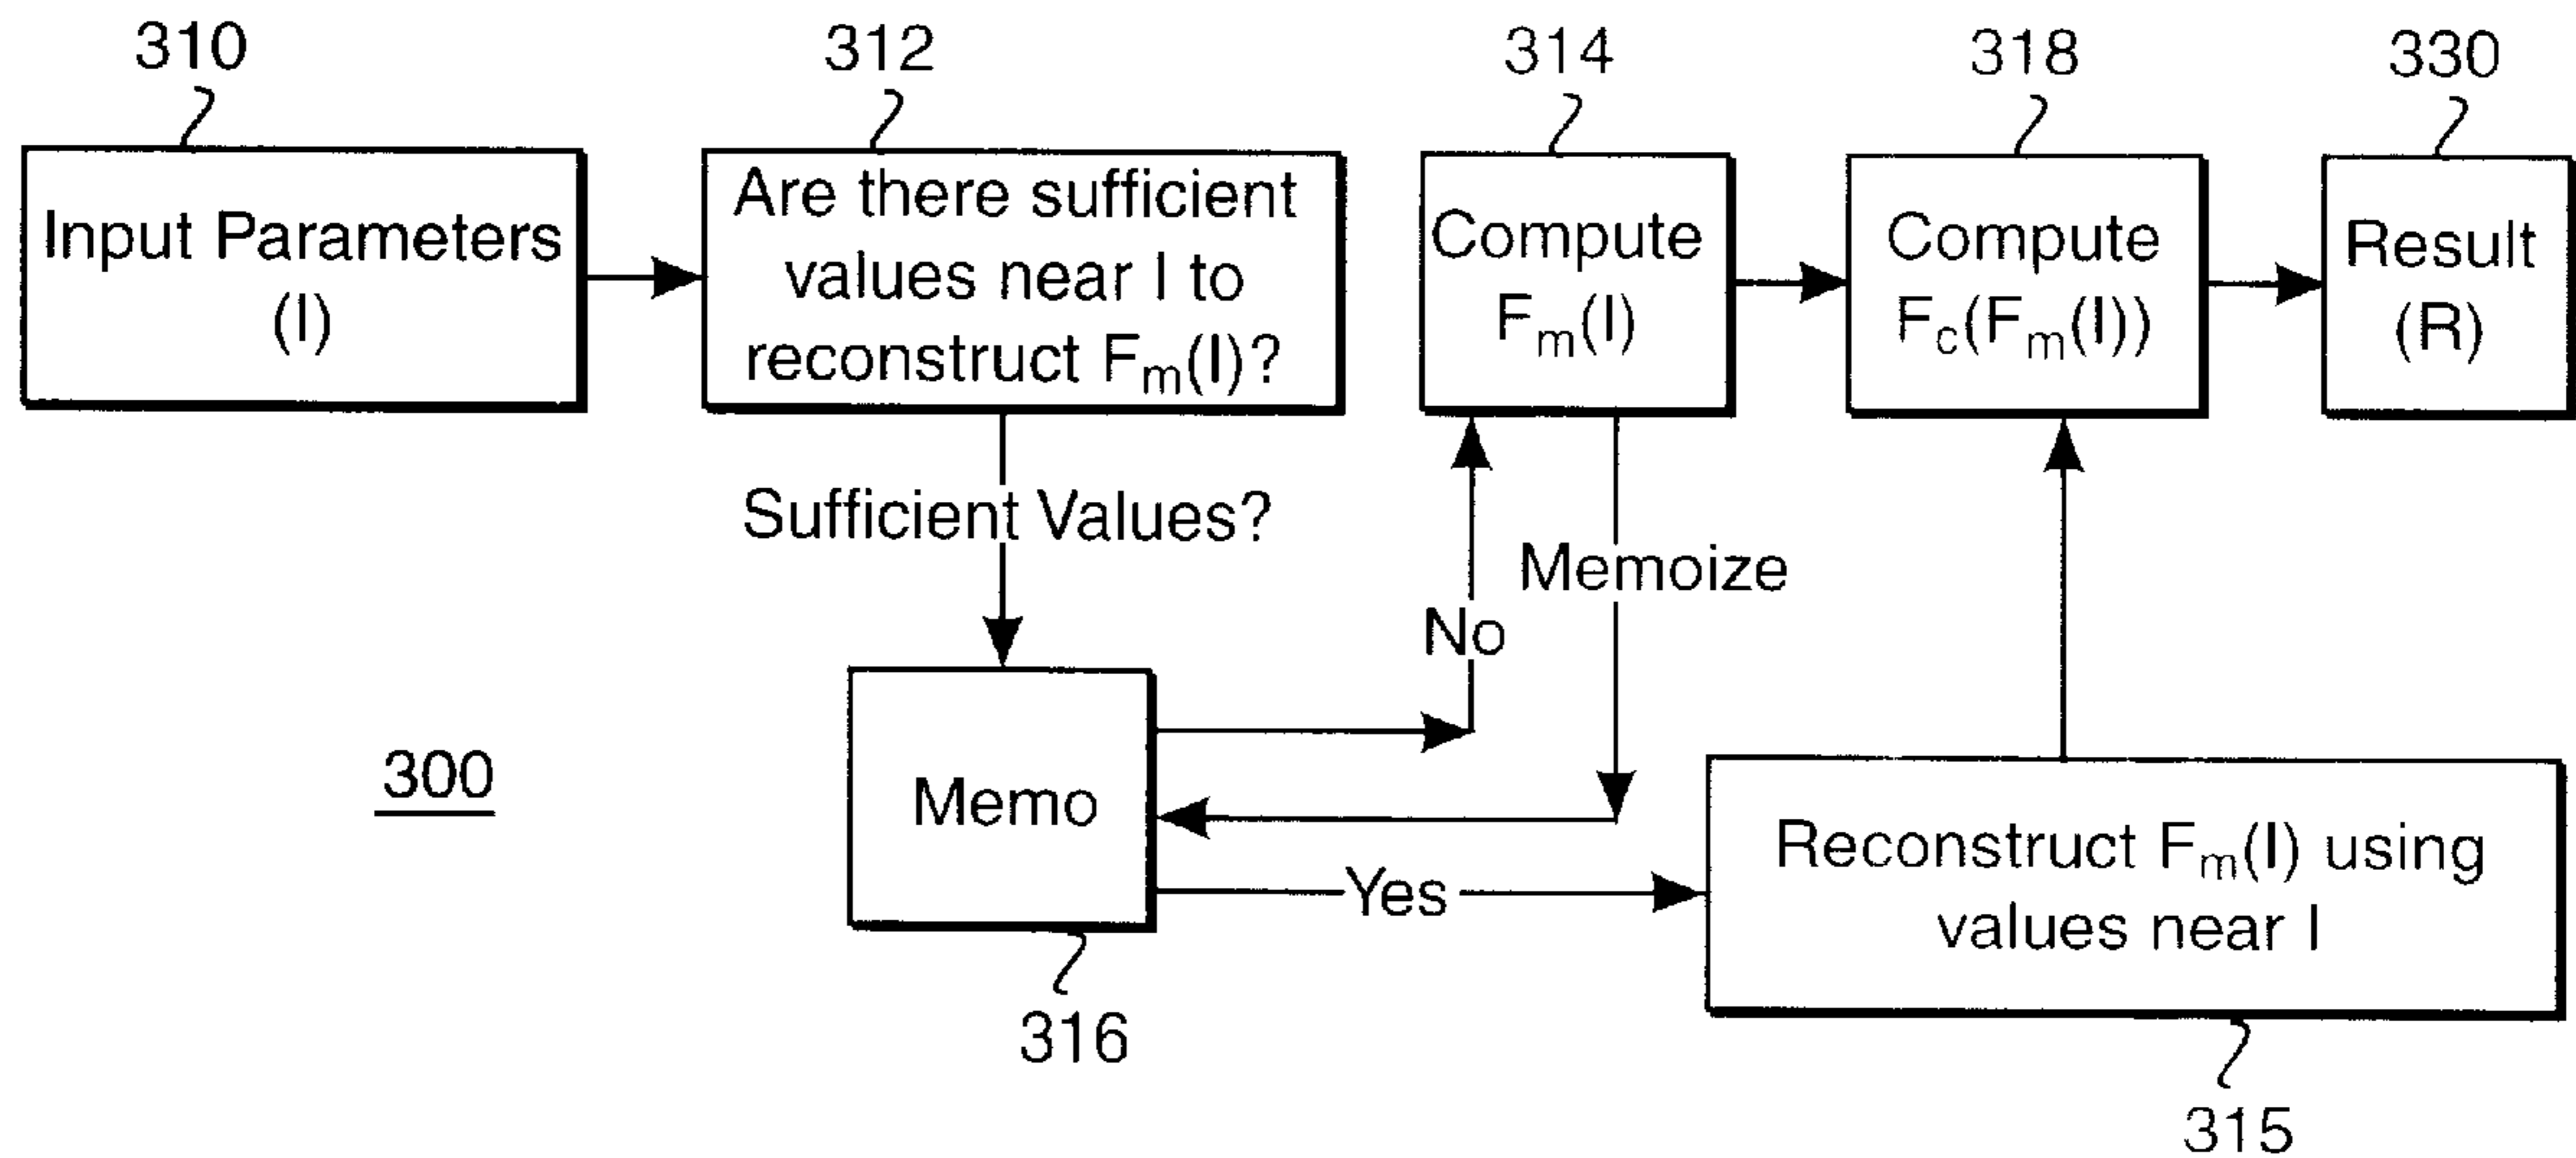 310
312
314
318
330
Input Parameters
(I)
Are there sufficient
values near I to
reconstruct Fm(I)?
Compute
Fm(I)
Compute
Fc(Fm(I))
Result
(R)
Sufficient Values?
Memoize
No
300
Memo
Yes
Reconstruct Fm(I) using
values near I
316
315